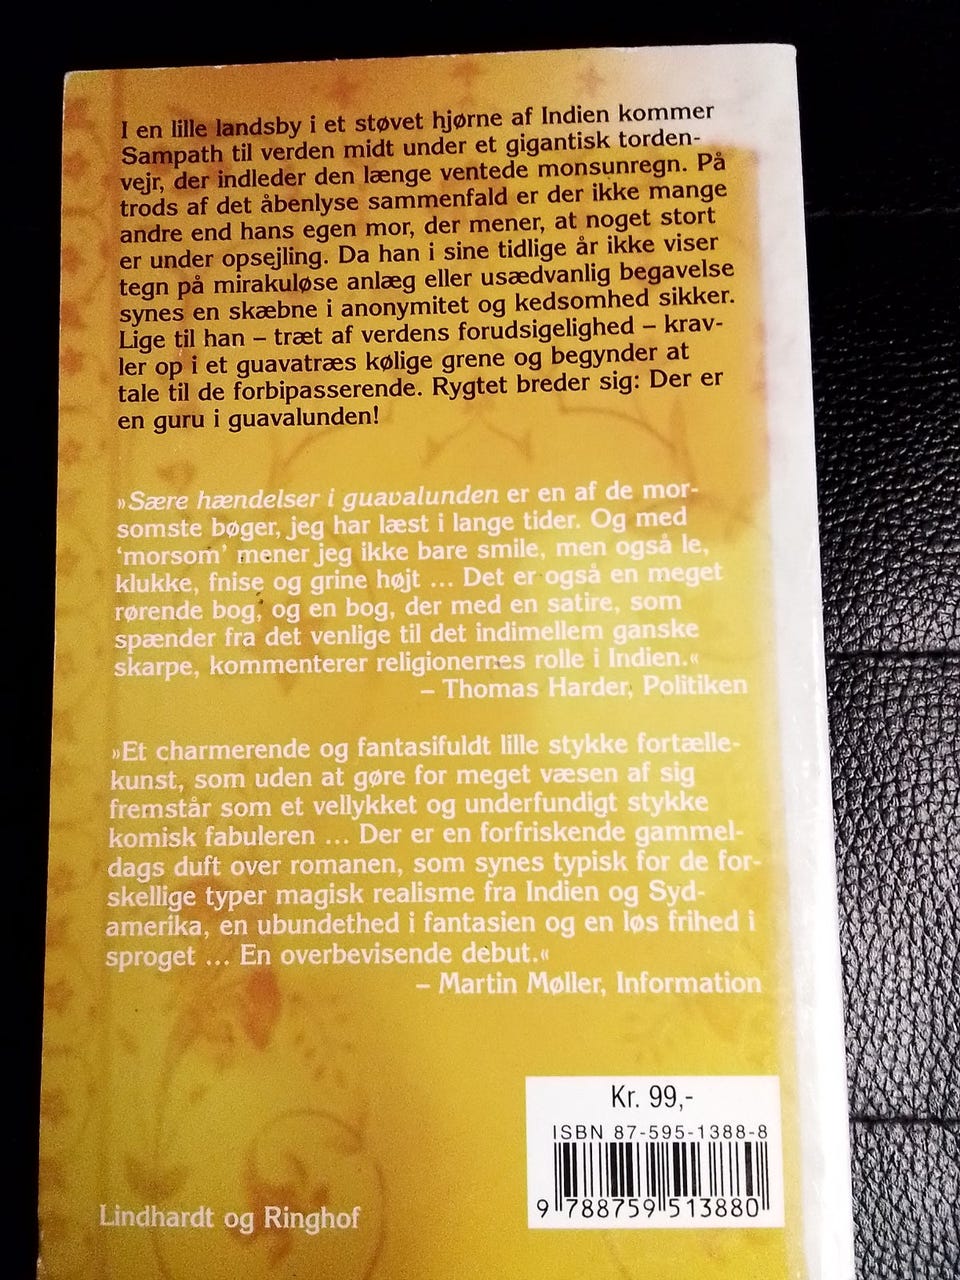 I en lille landsby i et støvet hjørne af Indien kommer
Sampath til verden midt under et gigantisk torden-
vejr, der indleder den længe ventede monsunregn. På
trods af det åbenlyse sammenfald er der ikke mange
andre end hans egen mor, der mener, at noget stort
er under opsejling. Da han i sine tidlige år ikke viser
tegn på mirakuløse anlæg eller usædvanlig begavelse
synes en skæbne i anonymitet og kedsomhed sikker.
Lige til han – træt af verdens forudsigelighed – krav-
ler op i et guavatræs kølige grene og begynder at
tale til de forbipasserende. Rygtet breder sig: Der er
en guru i guavalunden!
»Sære hændelser i guavalunden er en af de mor-
somste bøger, jeg har læst i lange tider. Og med
‘morsom’ mener jeg ikke bare smile, men også le,
klukke, fnise og grine højt ... Det er også en meget
rørende bog, og en bog, der med en satire, som
spænder fra det venlige til det indimellem ganske
skarpe, kommenterer religionernes rolle i Indien.«
– Thomas Harder, Politiken
»Et charmerende og fantasifuldt lille stykke fortælle-
kunst, som uden at gøre for meget væsen af sig
fremstår som et vellykket og underfundigt stykke
komisk fabuleren ... Der er en forfriskende gammel-
dags duft over romanen, som synes typisk for de for-
skellige typer magisk realisme fra Indien og Syd-
amerika, en ubundethed i fantasien og en løs frihed i
sproget ... En overbevisende debut.«
– Martin Møller, Information
Kr. 99,-
ISBN 87-595-1388-8
9 788759 513880
Lindhardt og Ringhof